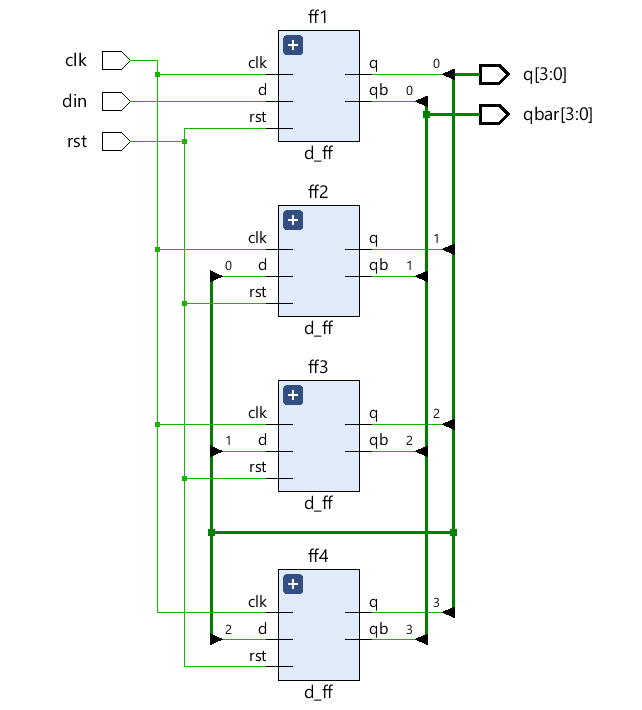 ff1
clk
clk
q
0
q[3:0]
din
d
qb
0
qbar[3:0]
rst
rst
d_ff
ff2
clk
q
1
0
d
qb
1
rst
d_ff
ff3
clk
q
2
1
d
qb
2
rst
d_ff
ff4
clk
q
3
2
d
qb
3
rst
d_ff